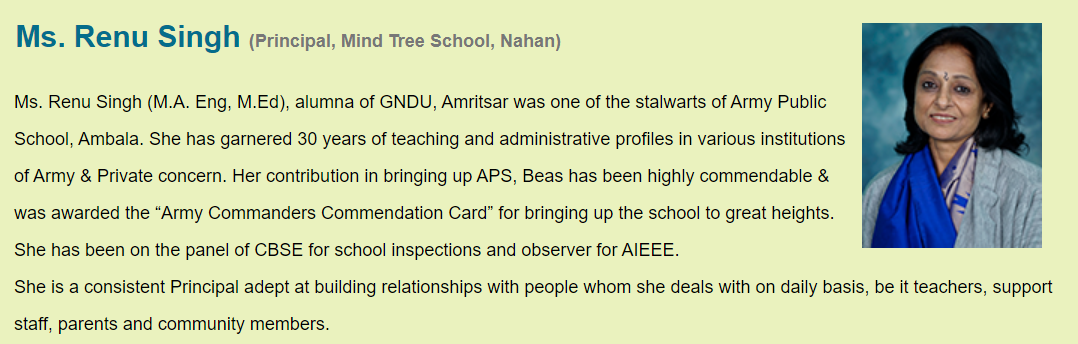 Ms. Renu Singh (Principal, Mind Tree School, Nahan)
Ms. Renu Singh (M.A. Eng, M.Ed), alumna of GNDU, Amritsar was one of the stalwarts of Army Public
School, Ambala. She has garnered 30 years of teaching and administrative profiles in various institutions
of Army & Private concern. Her contribution in bringing up APS, Beas has been highly commendable &
was awarded the “Army Commanders Commendation Card” for bringing up the school to great heights.
She has been on the panel of CBSE for school inspections and observer for AIEEE.
She is a consistent Principal adept at building relationships with people whom she deals with on daily basis, be it teachers, support
staff, parents and community members.